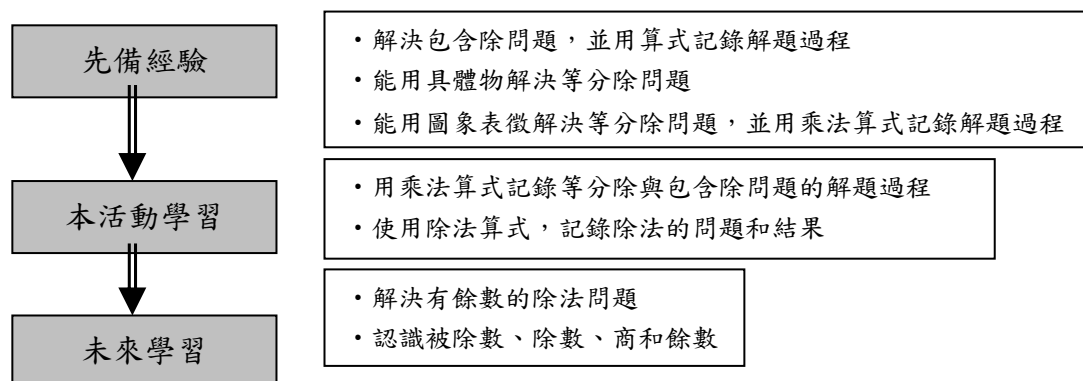 先備經驗
・解決包含除問題，並用算式記錄解題過程
・能用具體物解決等分除問題
・能用圖象表徵解決等分除問題，並用乘法算式記錄解題過程
本活動學習
・用乘法算式記錄等分除與包含除問題的解題過程
・使用除法算式，記錄除法的問題和結果
未來學習
・解決有餘數的除法問題
・認識被除數、除數、商和餘數